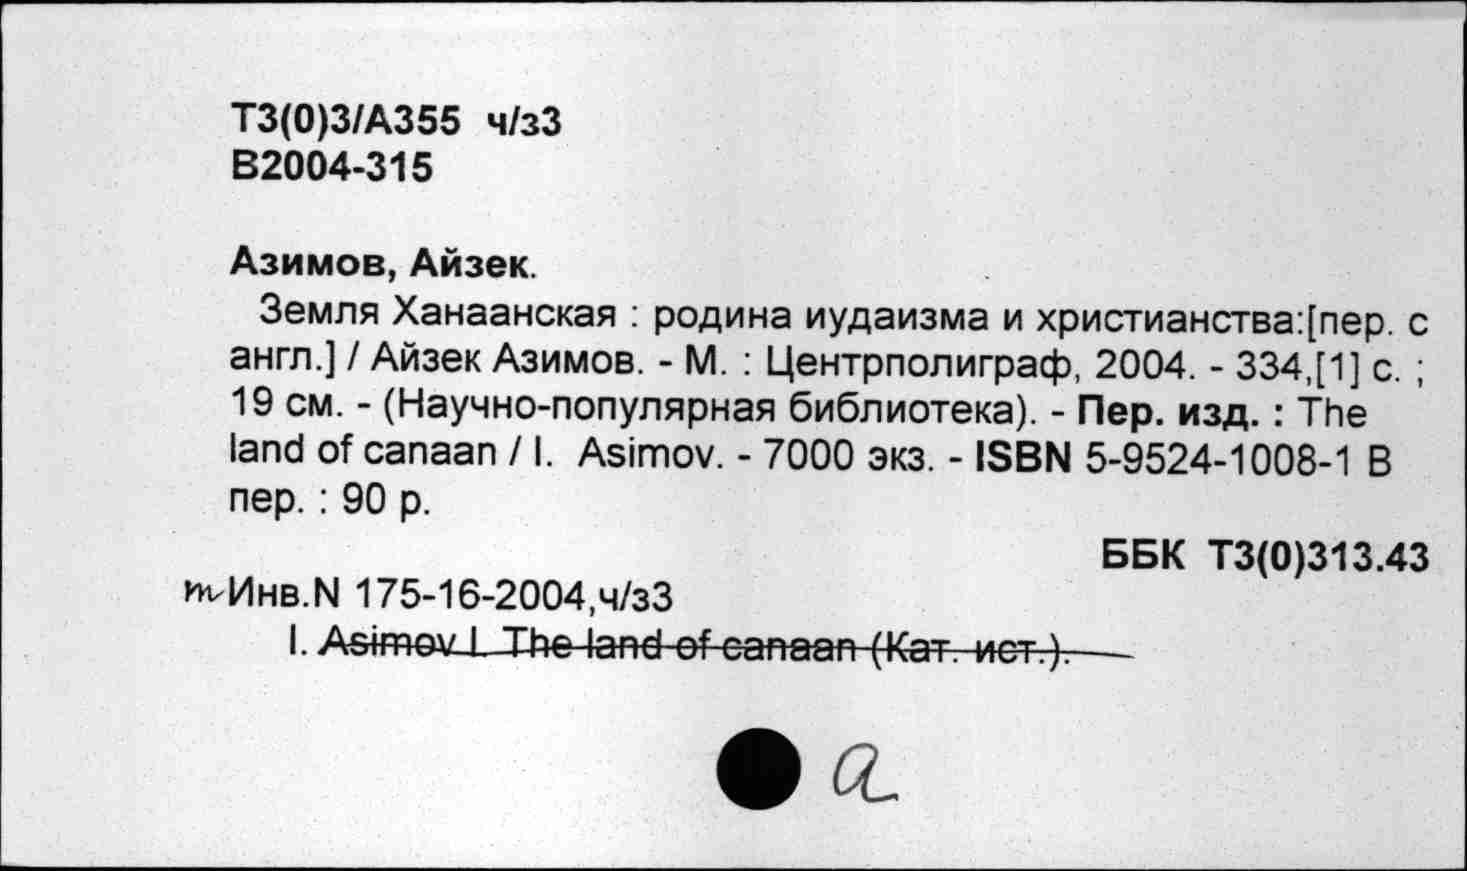 Т3(0)3/А355 ч/з3
В2004-315
Азимов, Айзек.
Земля Ханаанская : родина иудаизма и христианства:[пер. с
англ.] / Айзек Азимов. - М. : Центрполиграф, 2004. - 334,[1] с. ;
19 см. - (Научно-популярная библиотека). - Пер. изд. : The
land of canaan / I. Asimov. - 7000 экз. - ISBN 5-9524-1008-1 В
пер. : 90 р.
ББК Т3(0)313.43
Инв.N 175-16-2004,ч/з3
I. Asimov I. The land of canaan (Кат. ист.).
а